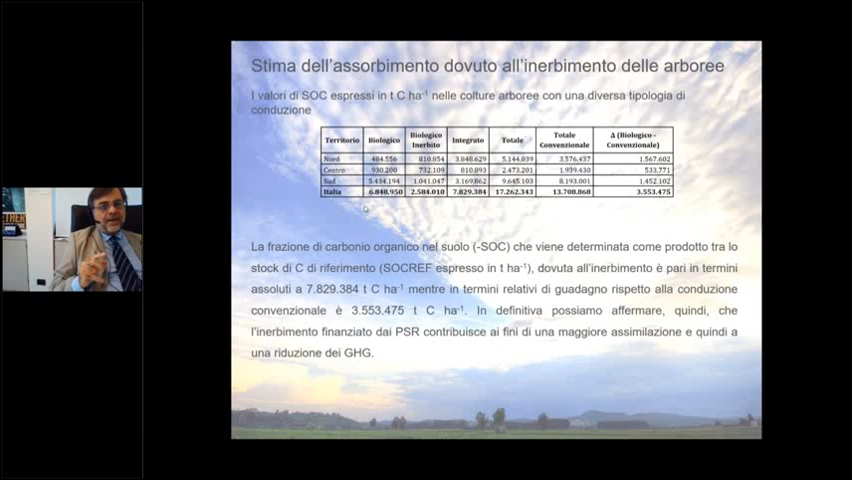 Stima dell'assorbimento dovuto all'inerbimento delle arboree
I valori di SOC espressi in t C ha-1 nelle colture arboree con una diversa tipologia di
conduzione
Territorio Biologico Biologico Inerbito Integrato Totale Totale Convenzionale Δ (Biologico - Convenzionale)
Nord 484.556 810.854 3.848.629 5.144.039 3.576.437 1.567.602
Centro 930.200 732.109 810.893 2.473.201 1.939.430 533.771
Sud 5.434.194 1.041.047 3.169.862 9.645.103 8.193.001 1.452.102
Italia 6.848.950 2.584.010 7.829.384 17.262.343 13.708.868 3.553.475
La frazione di carbonio organico nel suolo (-SOC) che viene determinata come prodotto tra lo
stock di C di riferimento (SOCREF espresso in t ha-1), dovuta all'inerbimento è pari in termini
assoluti a 7.829.384 t C ha-1 mentre in termini relativi di guadagno rispetto alla conduzione
convenzionale è 3.553.475 t C ha-1. In definitiva possiamo affermare, quindi, che
l'inerbimento finanziato dai PSR contribuisce ai fini di una maggiore assimilazione e quindi a
una riduzione dei GHG.